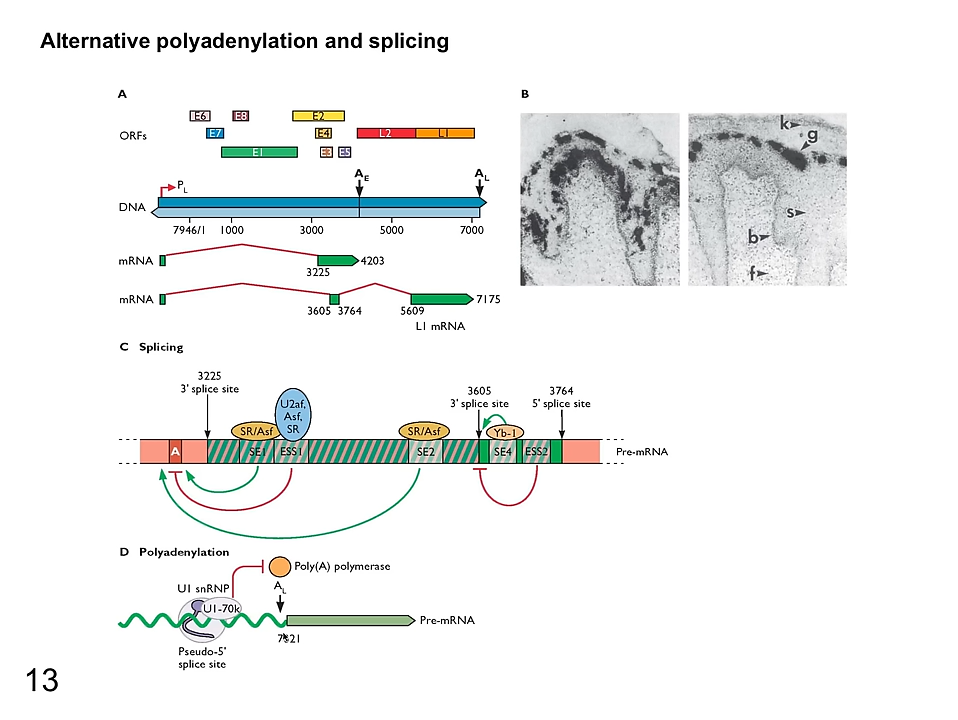 Alternative polyadenylation and splicing
A
B
ORFs
E6
E8
E2
E7
E4
L2
L1
E1
E3
E5
k
g
s
b
f
PL
AE
AL
DNA
7946/1
1000
3000
5000
7000
mRNA
4203
3225
mRNA
7175
3605
3764
5609
L1 mRNA
C Splicing
3225
3' splice site
3605
3' splice site
3764
5' splice site
U2af,
Asf,
SR
SR/Asf
SR/Asf
Yb-1
A
SE1
ESS1
SE2
SE4
ESS2
Pre-mRNA
D Polyadenylation
Poly(A) polymerase
U1 snRNP
AL
U1-70k
Pre-mRNA
Pseudo-5'
splice site
13